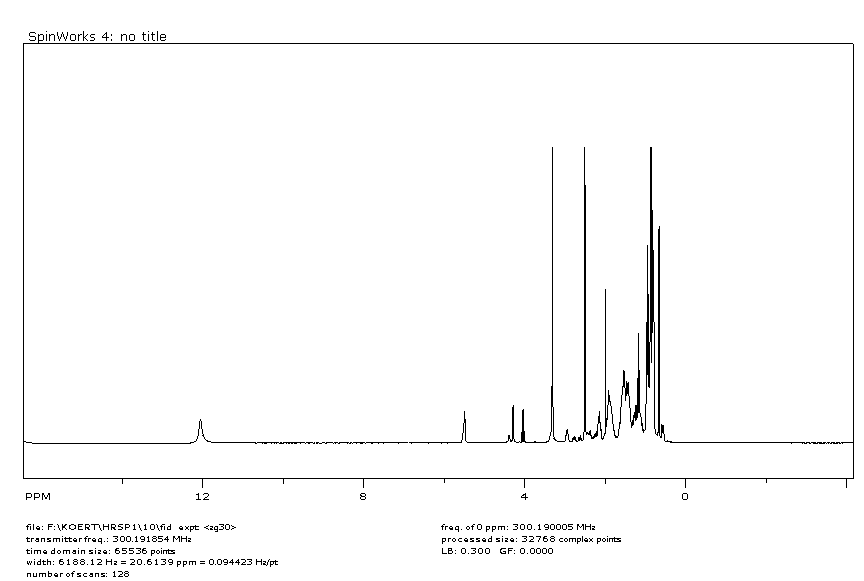 SpinWorks 4: no title
PPM 12 8 4 0
file: F:\KOERT\HRSP1\10\fid expt: <zg30>
transmitter freq.: 300.191854 MHz
time domain size: 65536 points
width: 6188.12 Hz = 20.6139 ppm = 0.094423 Hz/pt
number of scans: 128
freq. of 0 ppm: 300.190005 MHz
processed size: 32768 complex points
LB: 0.300 GF: 0.0000